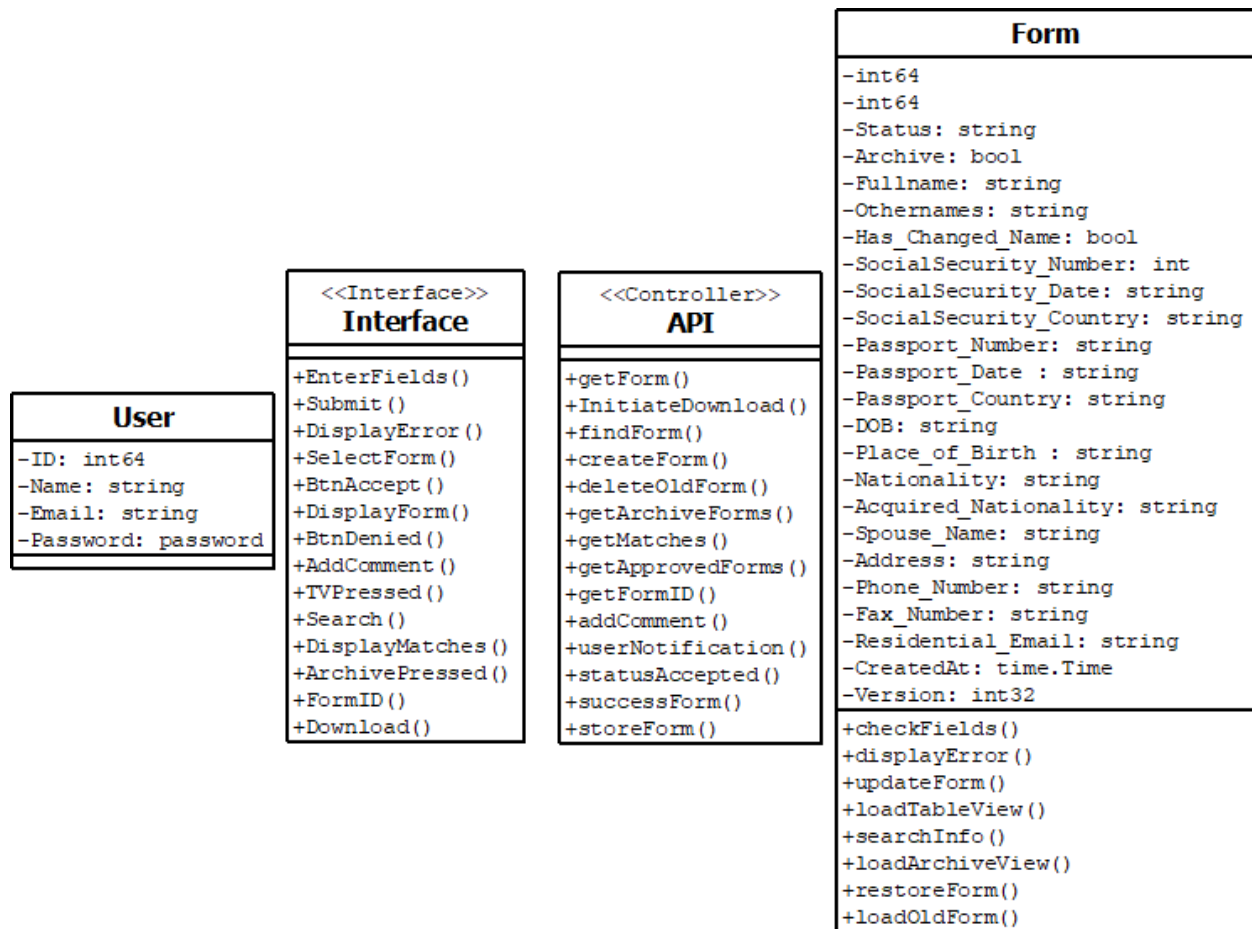 User
-ID: int64
-Name: string
-Email: string
-Password: password
<<Interface>>
Interface
+EnterFields()
+Submit()
+DisplayError()
+SelectForm()
+BtnAccept()
+DisplayForm()
+BtnDenied()
+AddComment()
+TVPressed()
+Search()
+DisplayMatches()
+ArchivePressed()
+FormID()
+Download()
<<Controller>>
API
+getForm()
+InitiateDownload()
+findForm()
+createForm()
+deleteOldForm()
+getArchiveForms()
+getMatches()
+getApprovedForms()
+getFormID()
+addComment()
+userNotification()
+statusAccepted()
+successForm()
+storeForm()
Form
-int64
-int64
-Status: string
-Archive: bool
-Fullname: string
-Othernames: string
-Has_Changed_Name: bool
-SocialSecurity_Number: int
-SocialSecurity_Date: string
-SocialSecurity_Country: string
-Passport_Number: string
-Passport_Date : string
-Passport_Country: string
-DOB: string
-Place_of_Birth : string
-Nationality: string
-Acquired_Nationality: string
-Spouse_Name: string
-Address: string
-Phone_Number: string
-Fax_Number: string
-Residential_Email: string
-CreatedAt: time.Time
-Version: int32
+checkFields()
+displayError()
+updateForm()
+loadTableView()
+searchInfo()
+loadArchiveView()
+restoreForm()
+loadOldForm()